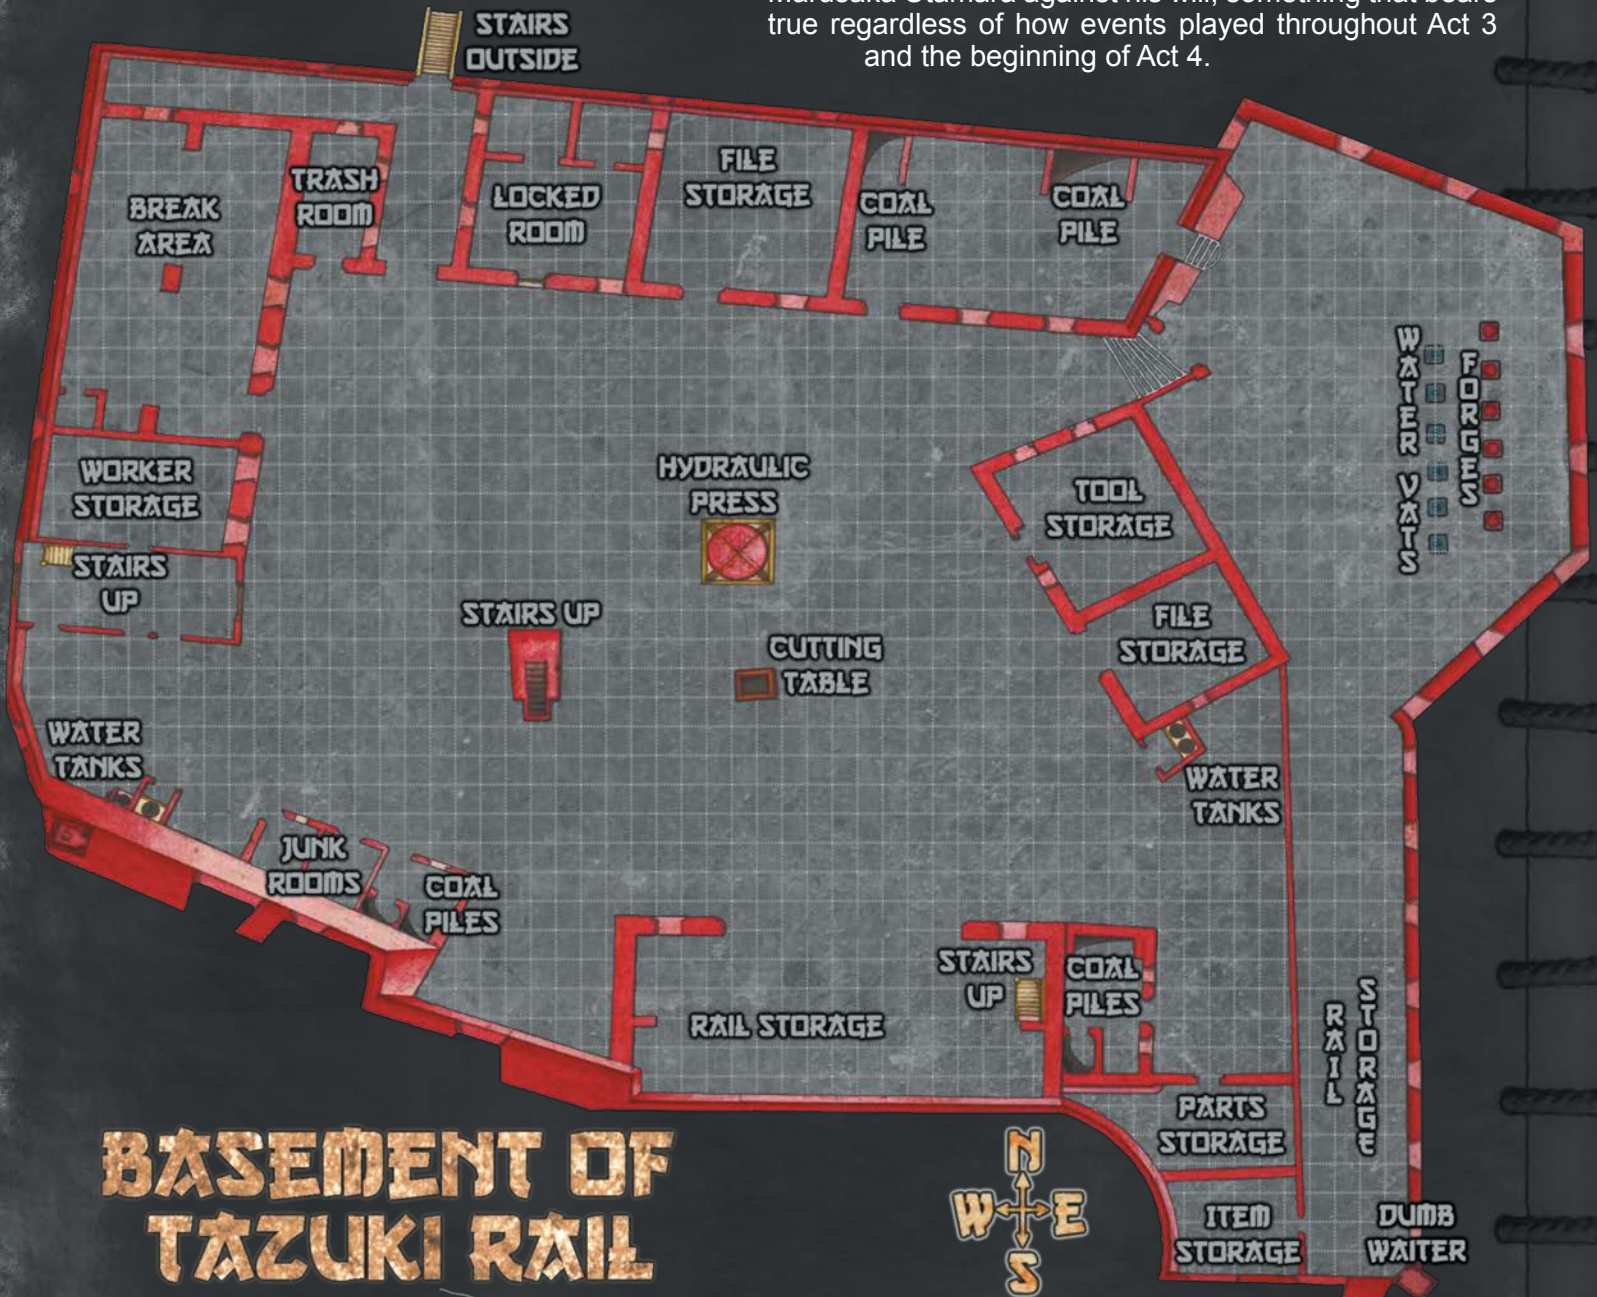 true regardless of how events played throughout Act 3
and the beginning of Act 4.
STAIRS
OUTSIDE
BREAK
AREA
TRASH
ROOM
LOCKED
ROOM
FILE
STORAGE
COAL
PILE
COAL
PILE
WATER VATS
FORGES
WORKER
STORAGE
STAIRS
UP
HYDRAULIC
PRESS
TOOL
STORAGE
STAIRS UP
CUTTING
TABLE
FILE
STORAGE
WATER
TANKS
WATER
TANKS
JUNK
ROOMS
COAL
PILES
STAIRS
UP
COAL
PILES
RAIL STORAGE
RAIL
STORAGE
PARTS
STORAGE
ITEM
STORAGE
DUMB
WAITER
BASEMENT OF
TAZUKI RAIL
N
W E
S